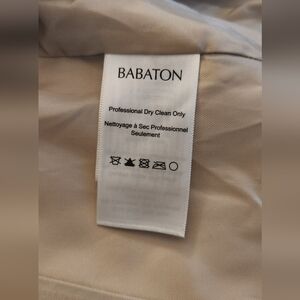 BABATON
Professional Dry Clean Only
Nettoyage à Sec Professionnel
Seulement